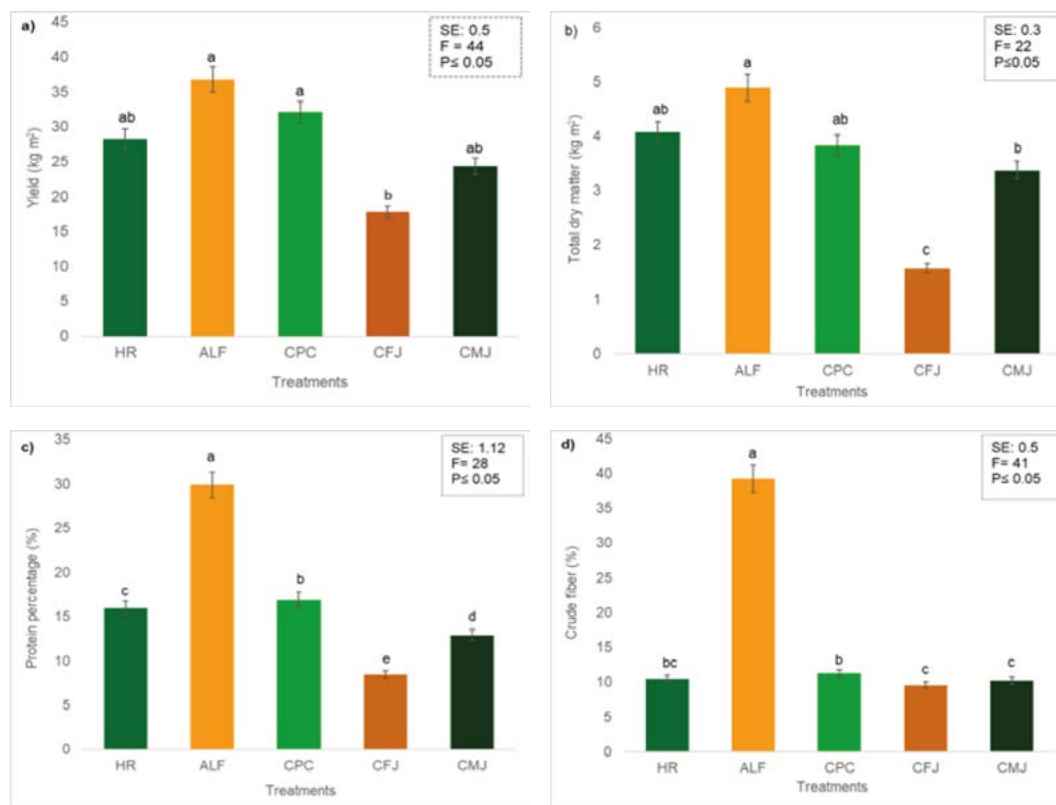 a)
SE: 0.5
F = 44
P≤ 0.05
45
40
35
30
25
20
15
10
5
0
Yield (kg m²)
ab
a
a
b
ab
HR ALF CPC CFJ CMJ
Treatments
b)
SE: 0.3
F = 22
P≤0.05
6
5
4
3
2
1
0
Total dry matter (kg m²)
ab
a
ab
c
b
HR ALF CPC CFJ CMJ
Treatments
c)
SE: 1.12
F= 28
P≤ 0.05
35
30
25
20
15
10
5
0
Protein percentage (%)
c
a
b
e
d
HR ALF CPC CFJ CMJ
Treatments
d)
SE: 0.5
F= 41
P≤ 0.05
45
40
35
30
25
20
15
10
5
0
Crude fiber (%)
bc
a
b
c
c
HR ALF CPC CFJ CMJ
Treatments